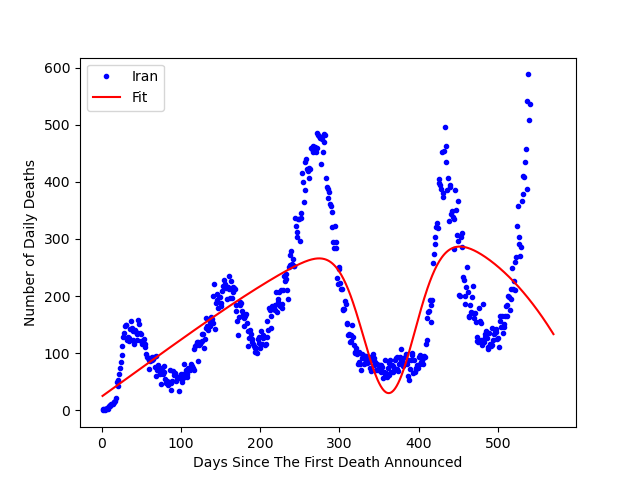 Iran
Fit
Number of Daily Deaths
600
500
400
300
200
100
0
0 100 200 300 400 500
Days Since The First Death Announced